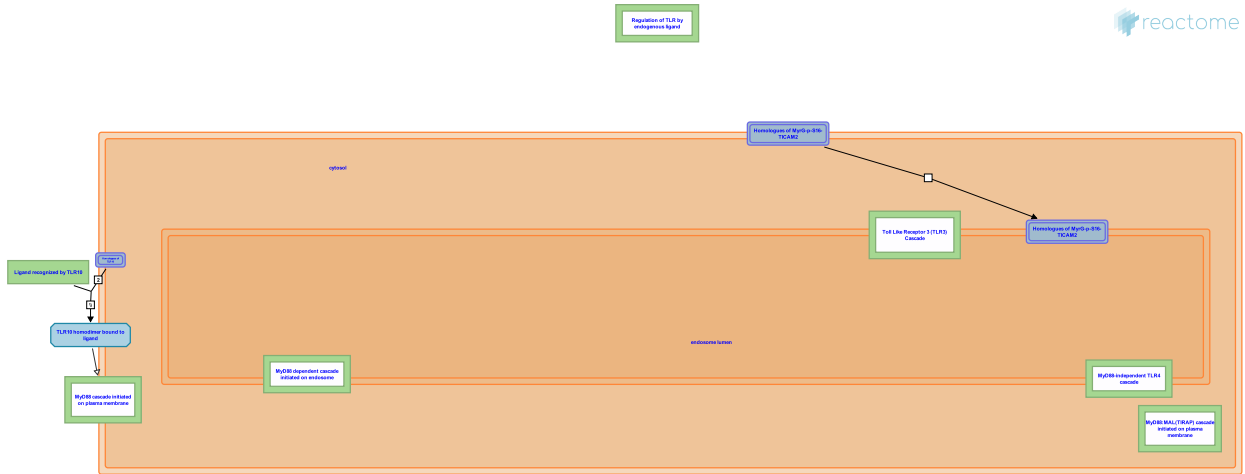 Regulation of TLR by
endogenous ligand
reactome
Homologues of MyrG-p-S16-
TICAM2
cytosol
Toll Like Receptor 3 (TLR3)
Cascade
Homologues of MyrG-p-S16-
TICAM2
Ligand recognized by TLR10
2
TLR10 homodimer bound to
ligand
endosome lumen
MyD88 dependent cascade
initiated on endosome
MyD88-independent TLR4
cascade
MyD88 cascade initiated
on plasma membrane
MyD88:MAL(TIRAP) cascade
initiated on plasma
membrane